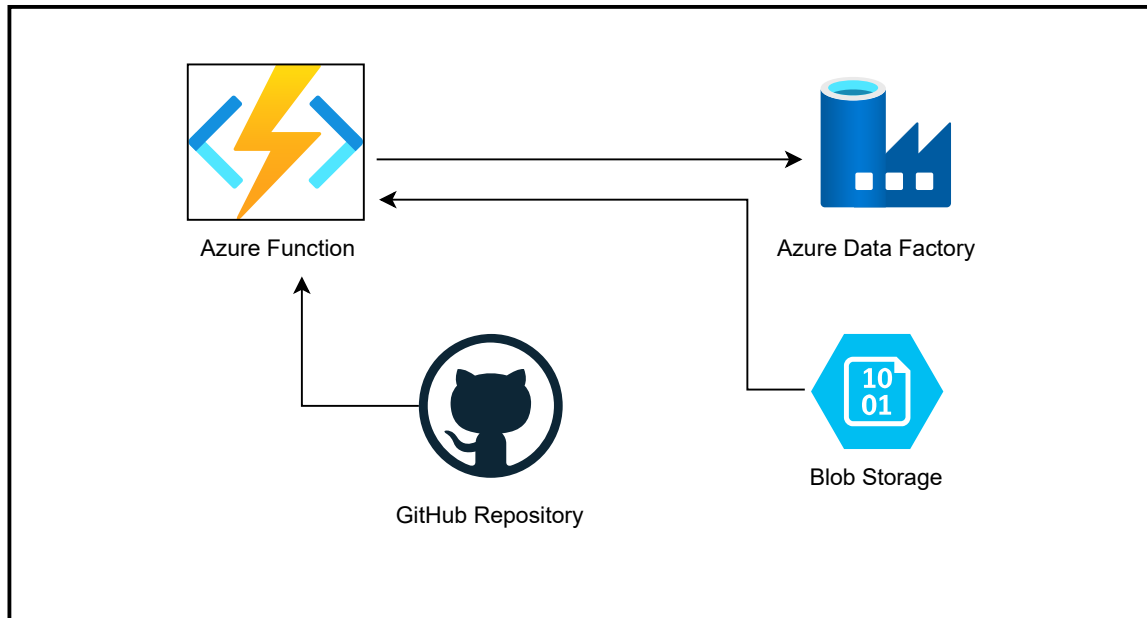 Azure Function
Azure Data Factory
10
01
Blob Storage
GitHub Repository